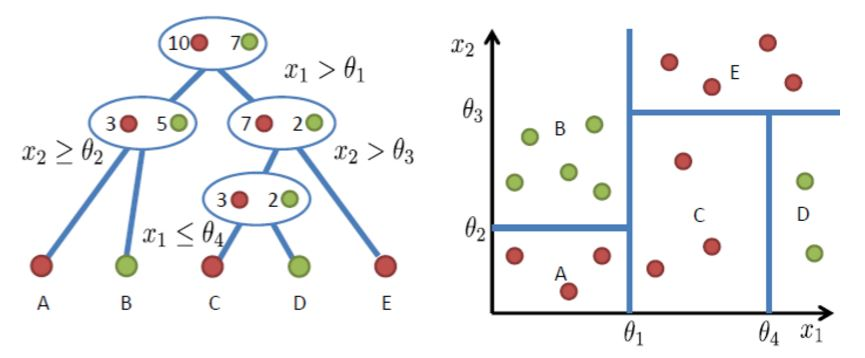 10 7
x₁ > θ₁
3 5
7 2
x₂ ≥ θ₂
x₂ > θ₃
3 2
x₁ ≤ θ₄
A B C D E
x₂
E
θ₃
B
C
D
θ₂
A
θ₁ θ₄ x₁